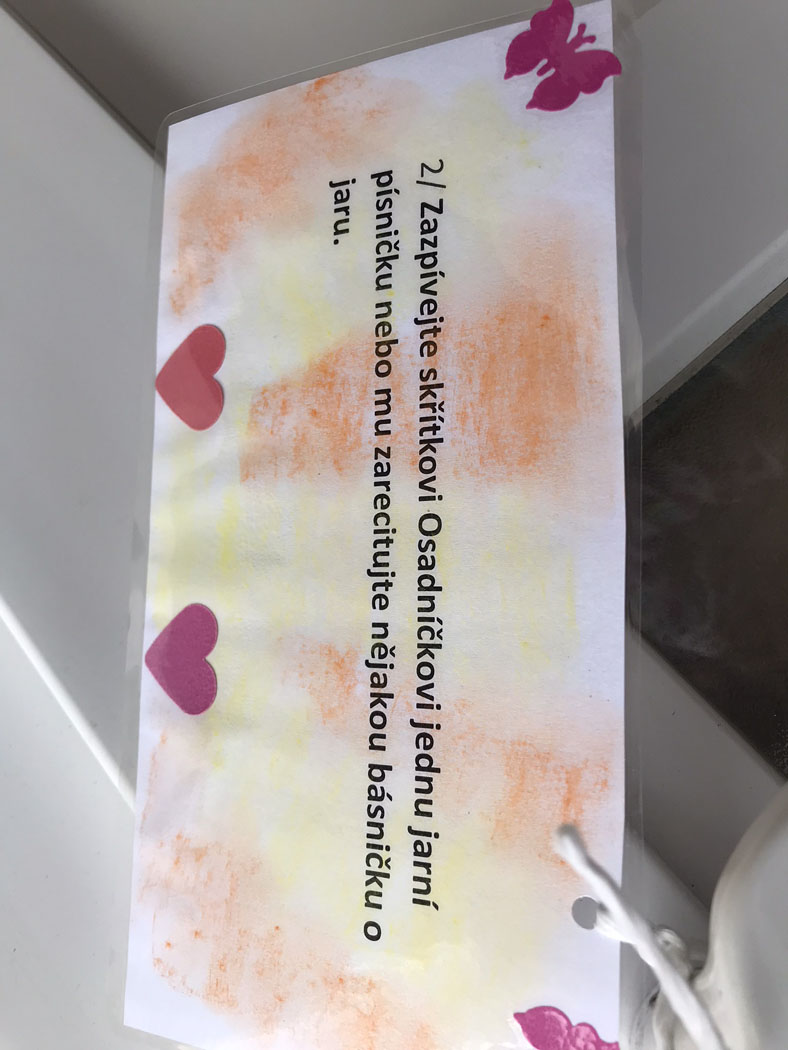 2/ Zazpívejte skřítkovi Osadníčkovi jednu jarní
písničku nebo mu zarecitujte nějakou básničku o
jaru.